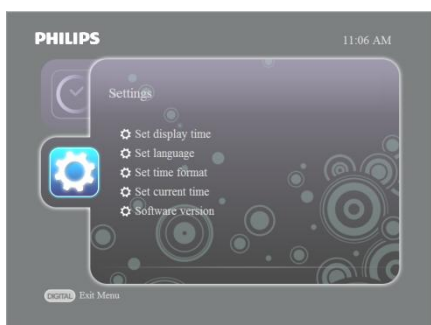 PHILIPS
11:06 AM
Settings
Set display time
Set language
Set time format
Set current time
Software version
DIGITAL Exit Menu